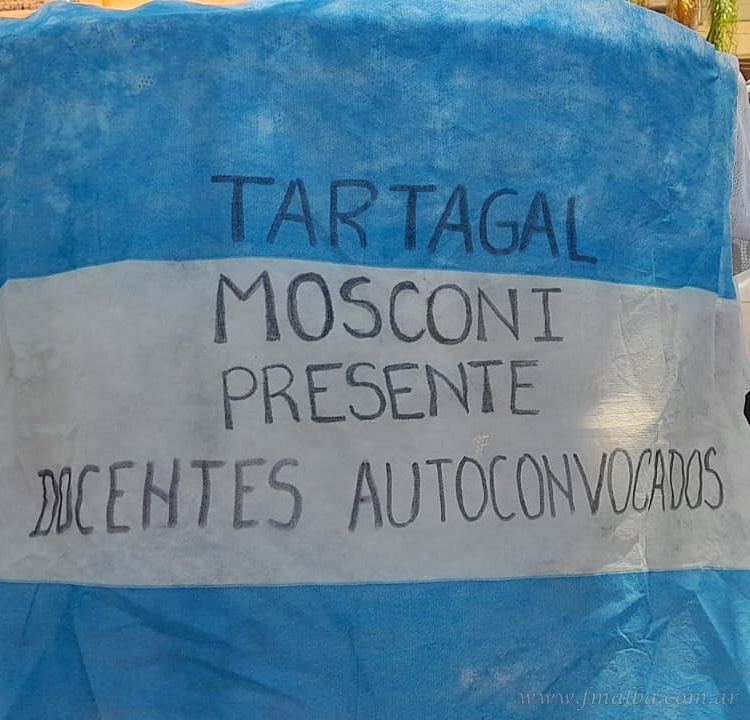 TARTAGAL
MOSCONI
PRESENTE
DOCENTES AUTOCONVOCADOS
www.fmalba.com.ar